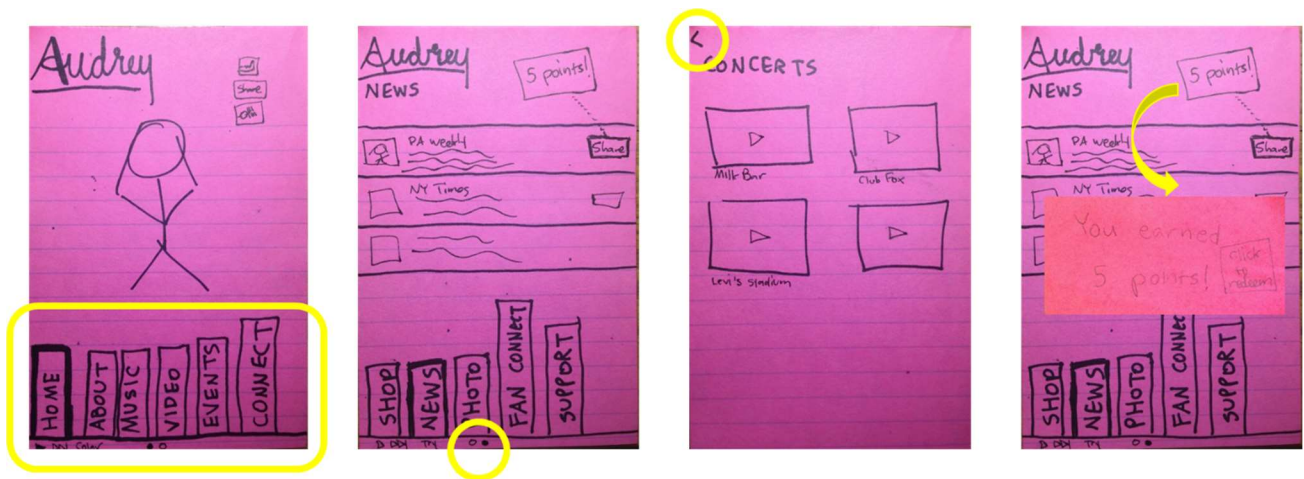 Audrey
Share
HOME
ABOUT
MUSIC
VIDEO
EVENTS
CONNECT
Audrey
NEWS
5 points!
PA weekly
Share
NY Times
SHOP
NEWS
PHOTO
FAN CONNECT
SUPPORT
<
CONCERTS
Milk Bar
Club Fox
Levi's Stadium
Audrey
NEWS
5 points!
PA weekly
Share
NY Times
You earned
5 points!
click
to
redeem
SHOP
NEWS
PHOTO
FAN CONNEC
SUPPORT